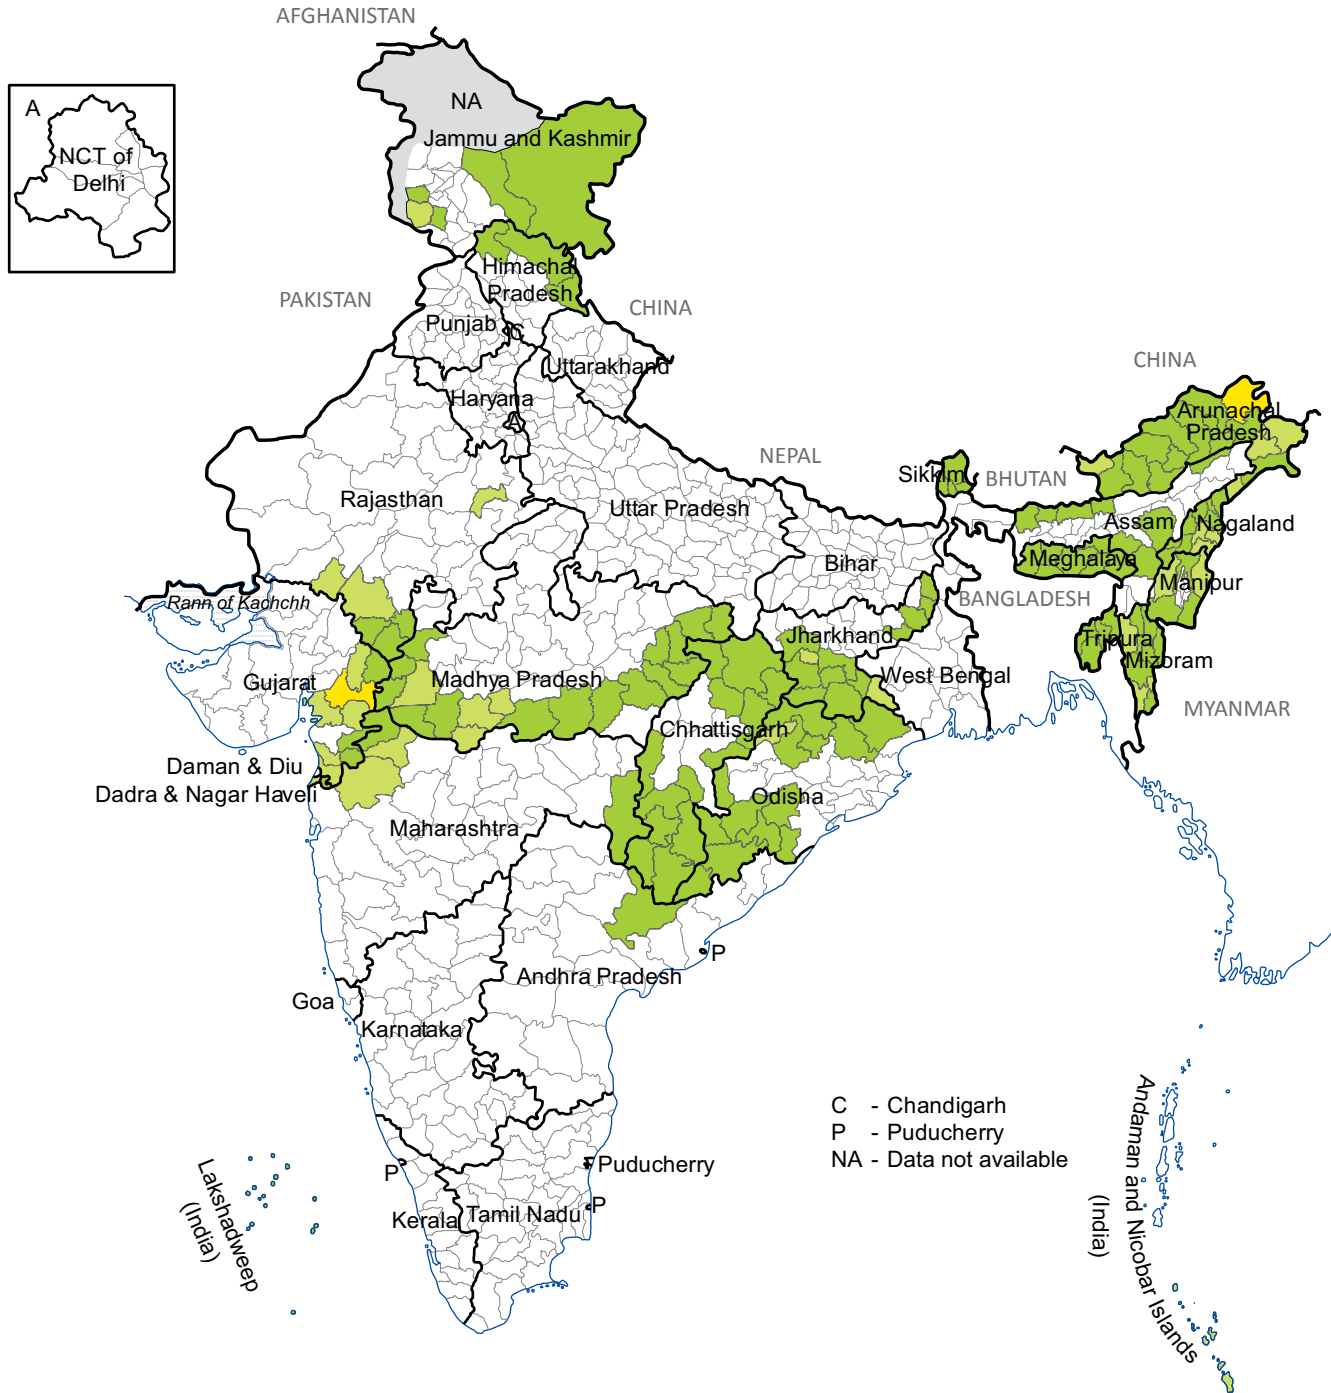 AFGHANISTAN
A
NCT of
Delhi
NA
Jammu and Kashmir
Himachal
Pradesh
PAKISTAN
CHINA
Punjab
C
Uttarakhand
CHINA
Haryana
A
Arunachal
Pradesh
NEPAL
Sikkim
BHUTAN
Rajasthan
Uttar Pradesh
Assam
Nagaland
Bihar
Meghalaya
Manipur
Rann of Kachchh
BANGLADESH
Jharkhand
Tripura
Mizoram
Gujarat
Madhya Pradesh
West Bengal
MYANMAR
Chhattisgarh
Daman & Diu
Dadra & Nagar Haveli
Odisha
Maharashtra
P
Andhra Pradesh
Goa
Karnataka
C - Chandigarh
P - Puducherry
NA - Data not available
P
Puducherry
P
Kerala
Tamil Nadu
Lakshadweep
(India)
Andaman and Nicobar Islands
(India)